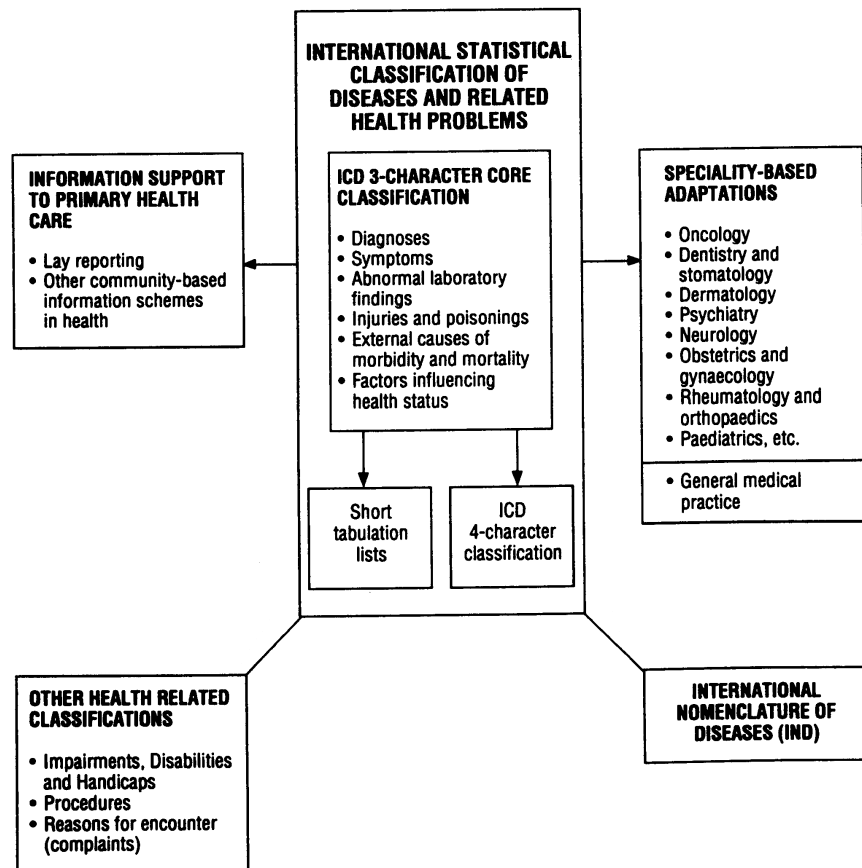 INTERNATIONAL STATISTICAL
CLASSIFICATION OF
DISEASES AND RELATED
HEALTH PROBLEMS
INFORMATION SUPPORT
TO PRIMARY HEALTH
CARE
• Lay reporting
• Other community-based
information schemes
in health
ICD 3-CHARACTER CORE
CLASSIFICATION
• Diagnoses
• Symptoms
• Abnormal laboratory
findings
• Injuries and poisonings
• External causes of
morbidity and mortality
• Factors influencing
health status
Short
tabulation
lists
ICD
4-character
classification
SPECIALITY-BASED
ADAPTATIONS
• Oncology
• Dentistry and
stomatology
• Dermatology
• Psychiatry
• Neurology
• Obstetrics and
gynaecology
• Rheumatology and
orthopaedics
• Paediatrics, etc.
• General medical
practice
OTHER HEALTH RELATED
CLASSIFICATIONS
• Impairments, Disabilities
and Handicaps
• Procedures
• Reasons for encounter
(complaints)
INTERNATIONAL
NOMENCLATURE OF
DISEASES (IND)